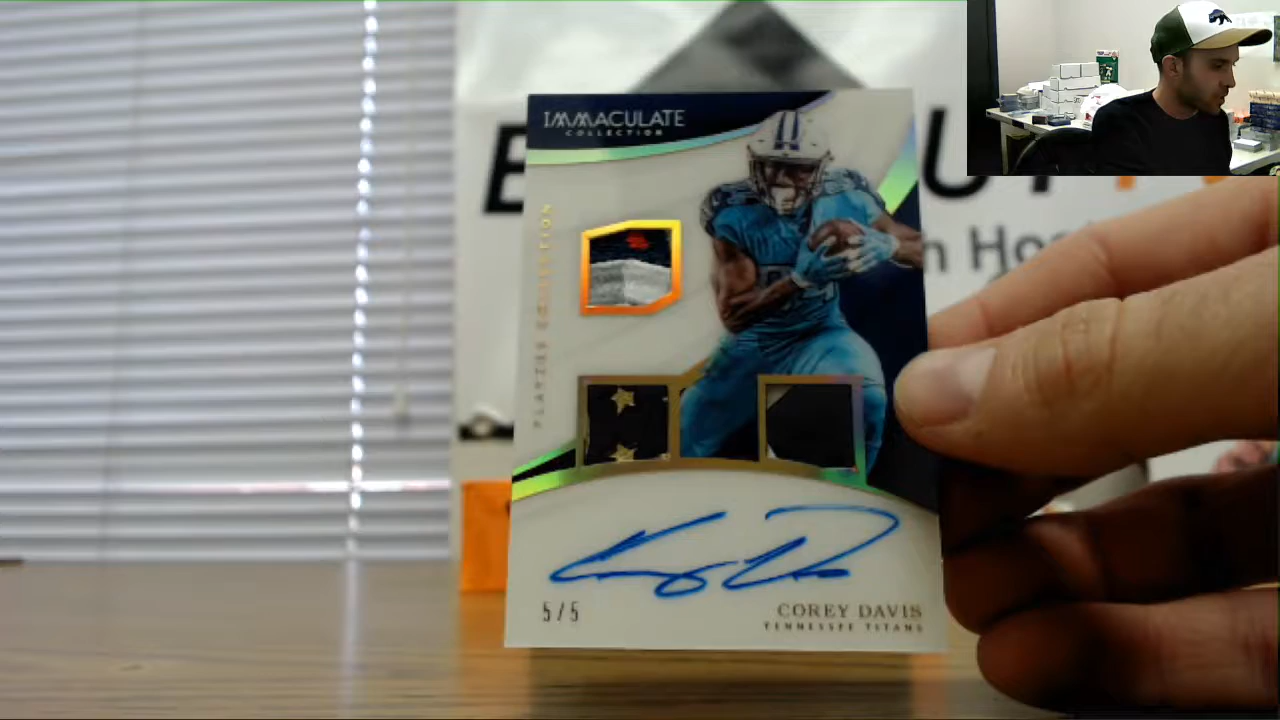 IMMACULATE
COLLECTION
PLAYERS COLLECTION
5/5
COREY DAVIS
TENNESSEE TITANS